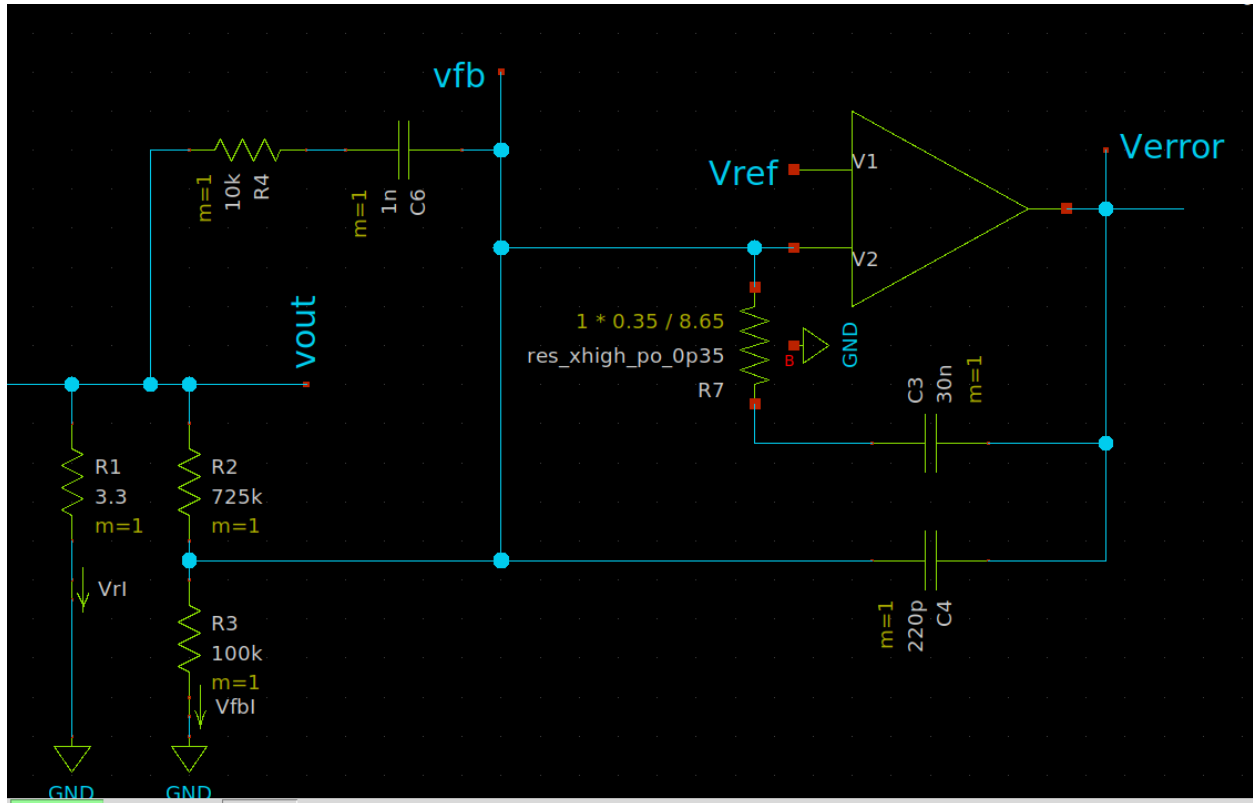 vfb
Verror
V1
Vref
m=1
10k
R4
m=1
1n
C6
V2
vout
1 * 0.35 / 8.65
res_xhigh_po_0p35
R7
B
GND
C3
30n
m=1
R1
3.3
m=1
R2
725k
m=1
VrI
R3
100k
m=1
VfbI
m=1
220p
C4
GND
GND